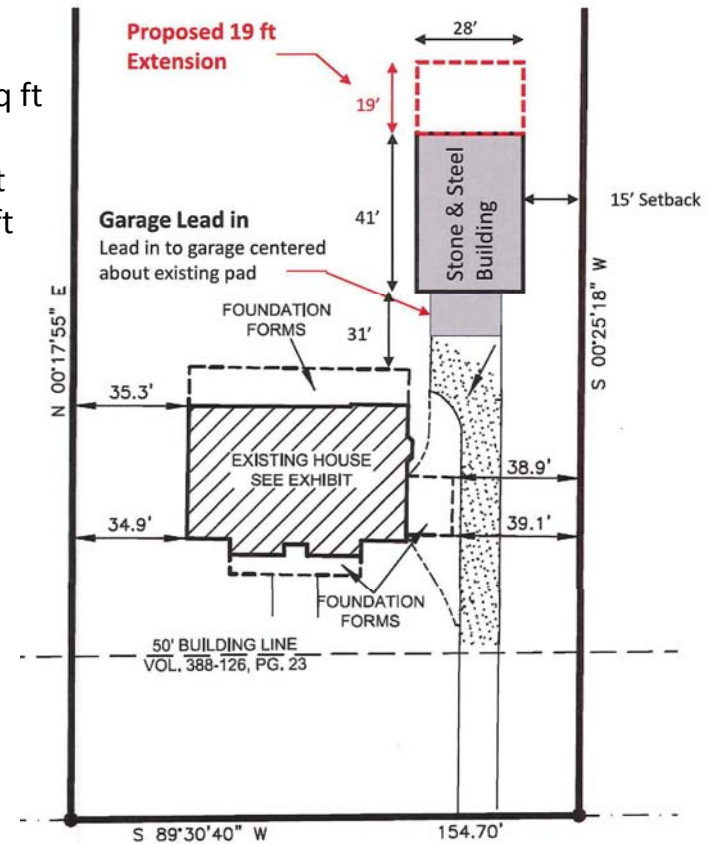 Proposed 19 ft
Extension
28'
q ft
19'
t
ft
Garage Lead in
Lead in to garage centered
about existing pad
41'
Stone & Steel
Building
15' Setback
N 00°17'55" E
S 00°25'18" W
FOUNDATION
FORMS
31'
35.3'
EXISTING HOUSE
SEE EXHIBIT
38.9'
34.9'
39.1'
FOUNDATION
FORMS
50' BUILDING LINE
VOL. 388-126, PG. 23
S 89°30'40" W
154.70'